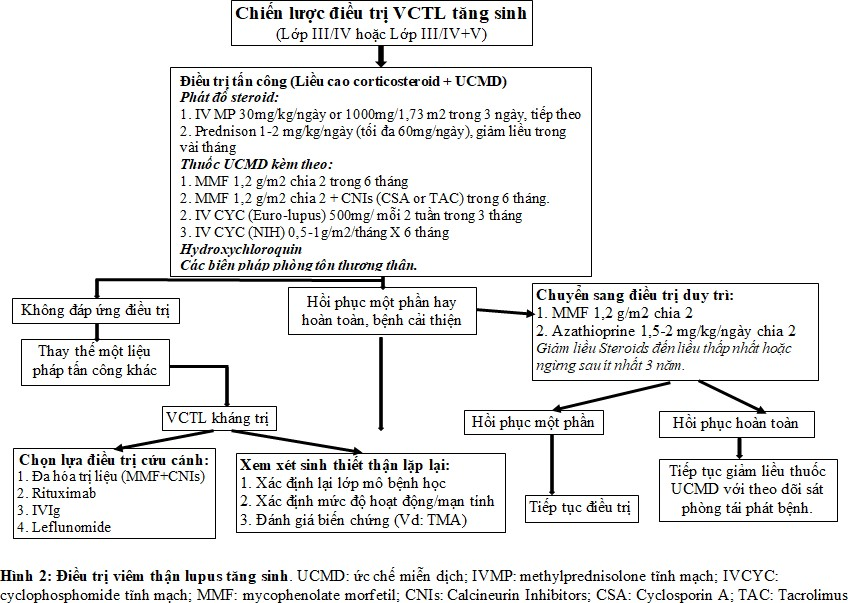 Chiến lược điều trị VCTL tăng sinh
(Lớp III/IV hoặc Lớp III/IV+V)
Điều trị tấn công (Liều cao corticosteroid + UCMD)
Phát đồ steroid:
1. IV MP 30mg/kg/ngày or 1000mg/1,73 m2 trong 3 ngày, tiếp theo
2. Prednison 1-2 mg/kg/ngày (tối đa 60mg/ngày), giảm liều trong
vài tháng
Thuốc UCMD kèm theo:
1. MMF 1,2 g/m2 chia 2 trong 6 tháng
2. MMF 1,2 g/m2 chia 2 + CNIs (CSA or TAC) trong 6 tháng.
2. IV CYC (Euro-lupus) 500mg/ mỗi 2 tuần trong 3 tháng
3. IV CYC (NIH) 0,5-1g/m2/tháng X 6 tháng
Hydroxychloroquin
Các biên pháp phòng tôn thương thận.
Không đáp ứng điều trị
Thay thế một liệu
pháp tấn công khác
Hồi phục một phần hay
hoàn toàn, bệnh cải thiện
Chuyển sang điều trị duy trì:
1. MMF 1,2 g/m2 chia 2
2. Azathioprine 1,5-2 mg/kg/ngày chia 2
Giảm liều Steroids đến liều thấp nhất hoặc
ngừng sau ít nhất 3 năm.
VCTL kháng trị
Hồi phục một phần
Hồi phục hoàn toàn
Chọn lựa điều trị cứu cánh:
1. Đa hóa trị liệu (MMF+CNIs)
2. Rituximab
3. IVIg
4. Leflunomide
Xem xét sinh thiết thận lặp lại:
1. Xác định lại lớp mô bệnh học
2. Xác định mức độ hoạt động/mạn tính
3. Đánh giá biến chứng (Vd: TMA)
Tiếp tục điều trị
Tiếp tục giảm liều thuốc
UCMD với theo dõi sát
phòng tái phát bệnh.
Hình 2: Điều trị viêm thận lupus tăng sinh. UCMD: ức chế miễn dịch; IVMP: methylprednisolone tĩnh mạch; IVCYC:
cyclophosphomide tĩnh mạch; MMF: mycophenolate morfetil; CNIs: Calcineurin Inhibitors; CSA: Cyclosporin A; TAC: Tacrolimus